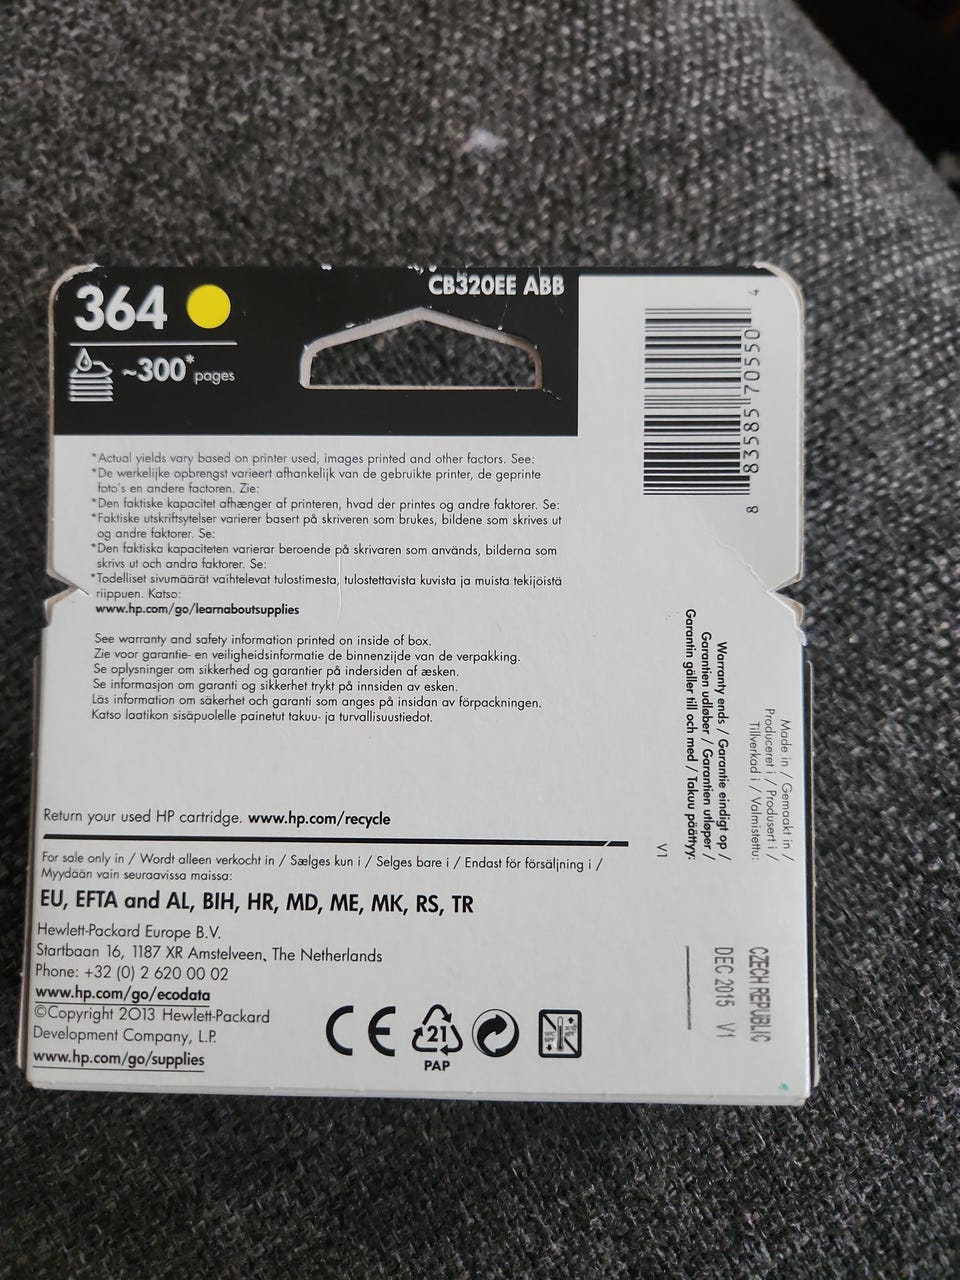 364
CB320EE ABB
~300* pages
*Actual yields vary based on printer used, images printed and other factors. See:
*De werkelijke opbrengst varieert afhankelijk van de gebruikte printer, de geprinte
foto's en andere factoren. Zie:
*Den faktiske kapacitet afhænger af printeren, hvad der printes og andre faktorer. Se:
*Faktiske utskriftsytelser varierer basert på skriveren som brukes, bildene som skrives ut
og andre faktorer. Se:
*Den faktiska kapaciteten varierar beroende på skrivaren som används, bilderna som
skrivs ut och andra faktorer. Se:
*Todelliset sivumäärät vaihtelevat tulostimesta, tulostettavista kuvista ja muista tekijöistä
riippuen. Katso:
www.hp.com/go/learnaboutsupplies
See warranty and safety information printed on inside of box.
Zie voor garantie- en veiligheidsinformatie de binnenzijde van de verpakking.
Se oplysninger om sikkerhed og garantier på indersiden af æsken.
Se informasjon om garanti og sikkerhet trykt på innsiden av esken.
Läs information om säkerhet och garanti som anges på insidan av förpackningen.
Katso laatikon sisäpuolelle painetut takuu- ja turvallisuustiedot.
Return your used HP cartridge. www.hp.com/recycle
For sale only in / Wordt alleen verkocht in / Sælges kun i / Selges bare i / Endast för försäljning i /
Myydään vain seuraavissa maissa:
EU, EFTA and AL, BIH, HR, MD, ME, MK, RS, TR
Hewlett-Packard Europe B.V.
Startbaan 16, 1187 XR Amstelveen, The Netherlands
Phone: +32 (0) 2 620 00 02
www.hp.com/go/ecodata
©Copyright 2013 Hewlett-Packard
Development Company, L.P.
www.hp.com/go/supplies
CE
21
PAP
8 83585 70550 4
Warranty ends / Garantie eindigt op /
Garantien udløber / Garantien utløper /
Garantin gäller till och med / Takuu päättyy:
V1
Made in / Gemaakt in /
Produceret i / Produsert i /
Tillverkad i / Valmistettu:
CZECH REPUBLIC
DEC 2015 V1